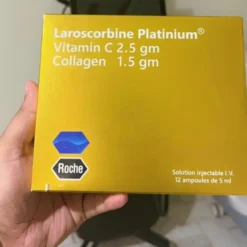 Laroscorbine Platinium®
Vitamin C 2.5 gm
Collagen 1.5 gm
Roche
Solution injectable I.V.
12 ampoules de 5 ml